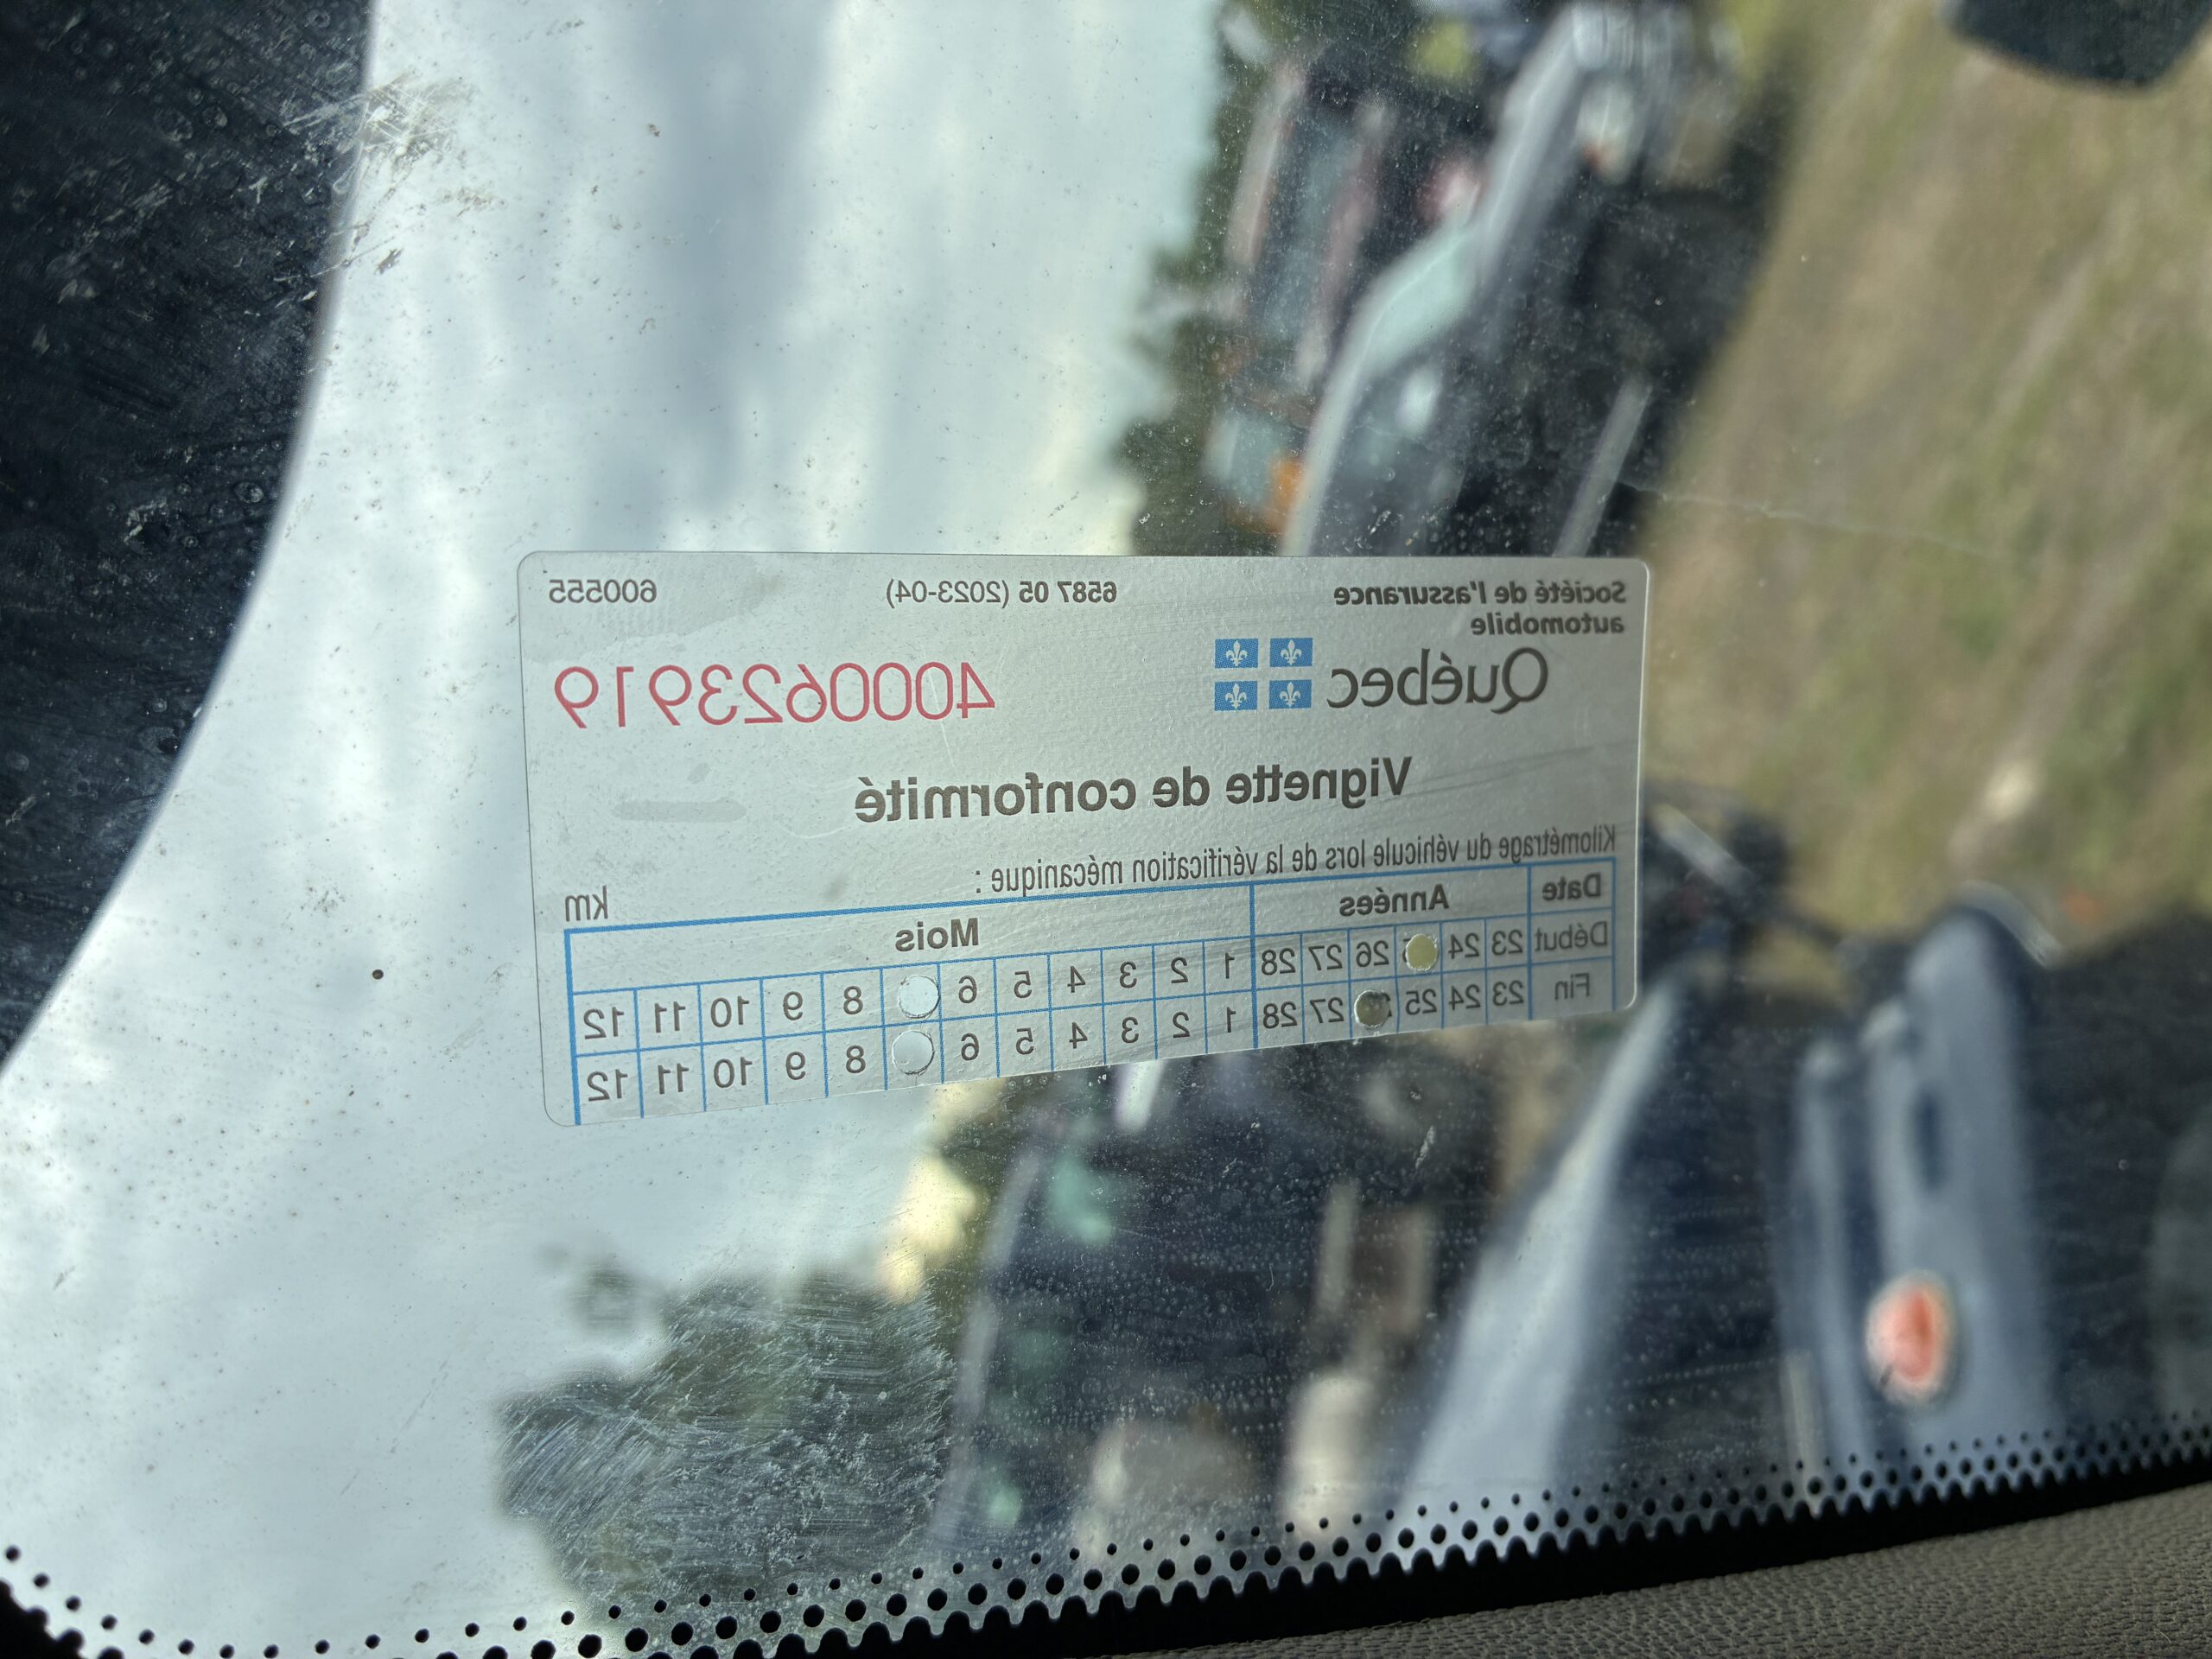 Société de l'assurance
automobile
Québec
6587 05 (2023-04)
600555
4000623919
Vignette de conformité
Kilométrage du véhicule lors de la vérification mécanique :
km
Date Années Mois
Début 23 24 26 27 28 1 2 3 4 5 6 8 9 10 11 12
Fin 23 24 25 27 28 1 2 3 4 5 6 8 9 10 11 12